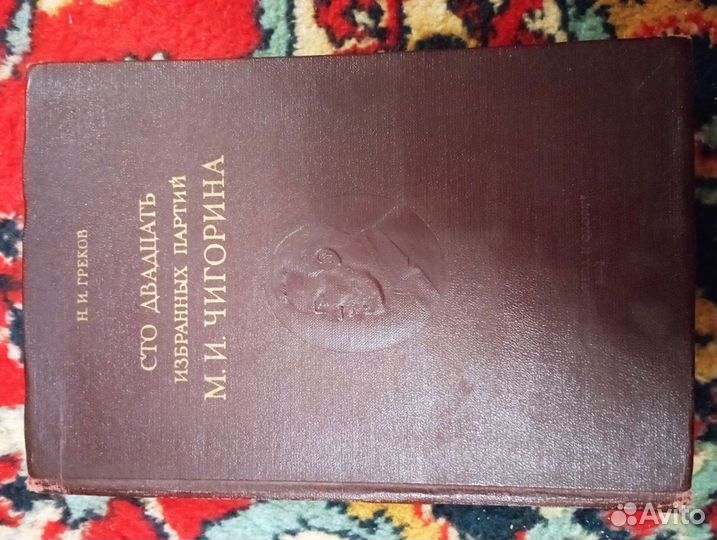 Н. И. ГРЕКОВ
СТО ДВАДЦАТЬ
ИЗБРАННЫХ ПАРТИЙ
М. И. ЧИГОРИНА
Avito